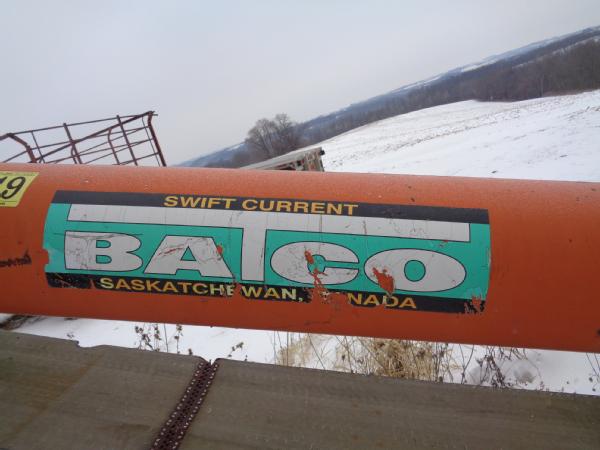 SWIFT CURRENT
BATCO
SASKATCHEWAN,